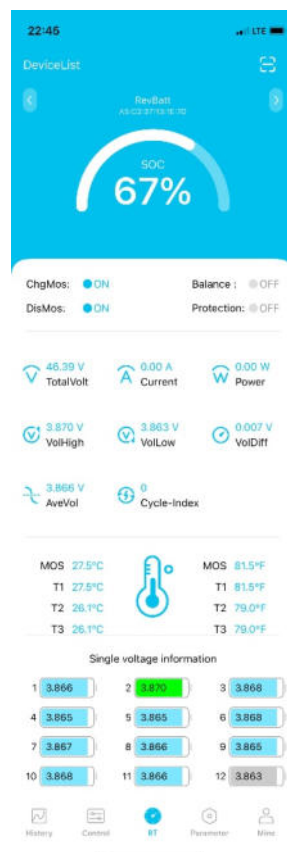 22:46 LTE
DeviceList
RevBatt
SOC
67%
ChgMos: ON Balance : OFF
DisMos: ON Protection: OFF
46.39 V 0.00 A 0.00 W
V TotalVolt A Current W Power
3.870 V 3.863 V 0.007 V
VolHigh VolLow VolDiff
3.866 V 0
AveVol Cycle-Index
MOS 27.5°C MOS 81.5°F
T1 27.5°C T1 81.5°F
T2 26.1°C T2 79.0°F
T3 26.1°C T3 79.0°F
Single voltage information
1 3.866 2 3.870 3 3.868
4 3.865 5 3.865 6 3.868
7 3.867 8 3.866 9 3.865
10 3.868 11 3.866 12 3.863
History Control RT Parameter Mine